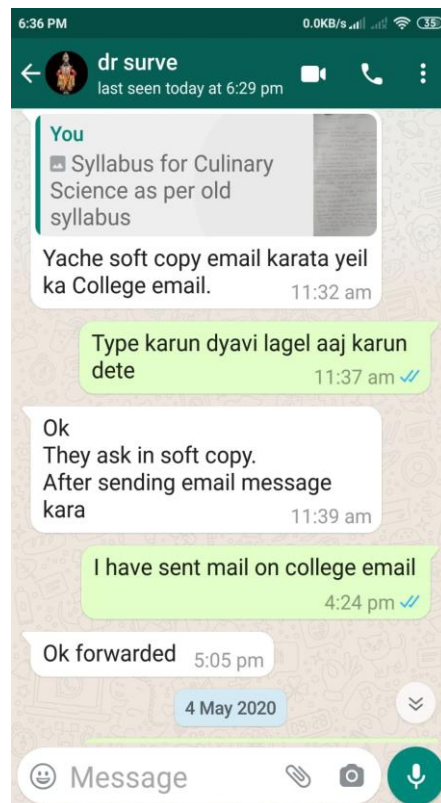 6:36 PM 0.0KB/s 35
dr surve
last seen today at 6:29 pm
You
Syllabus for Culinary
Science as per old
syllabus
Yache soft copy email karata yeil
ka College email.
11:32 am
Type karun dyavi lagel aaj karun
dete
11:37 am
Ok
They ask in soft copy.
After sending email message
kara
11:39 am
I have sent mail on college email
4:24 pm
Ok forwarded 5:05 pm
4 May 2020
Message